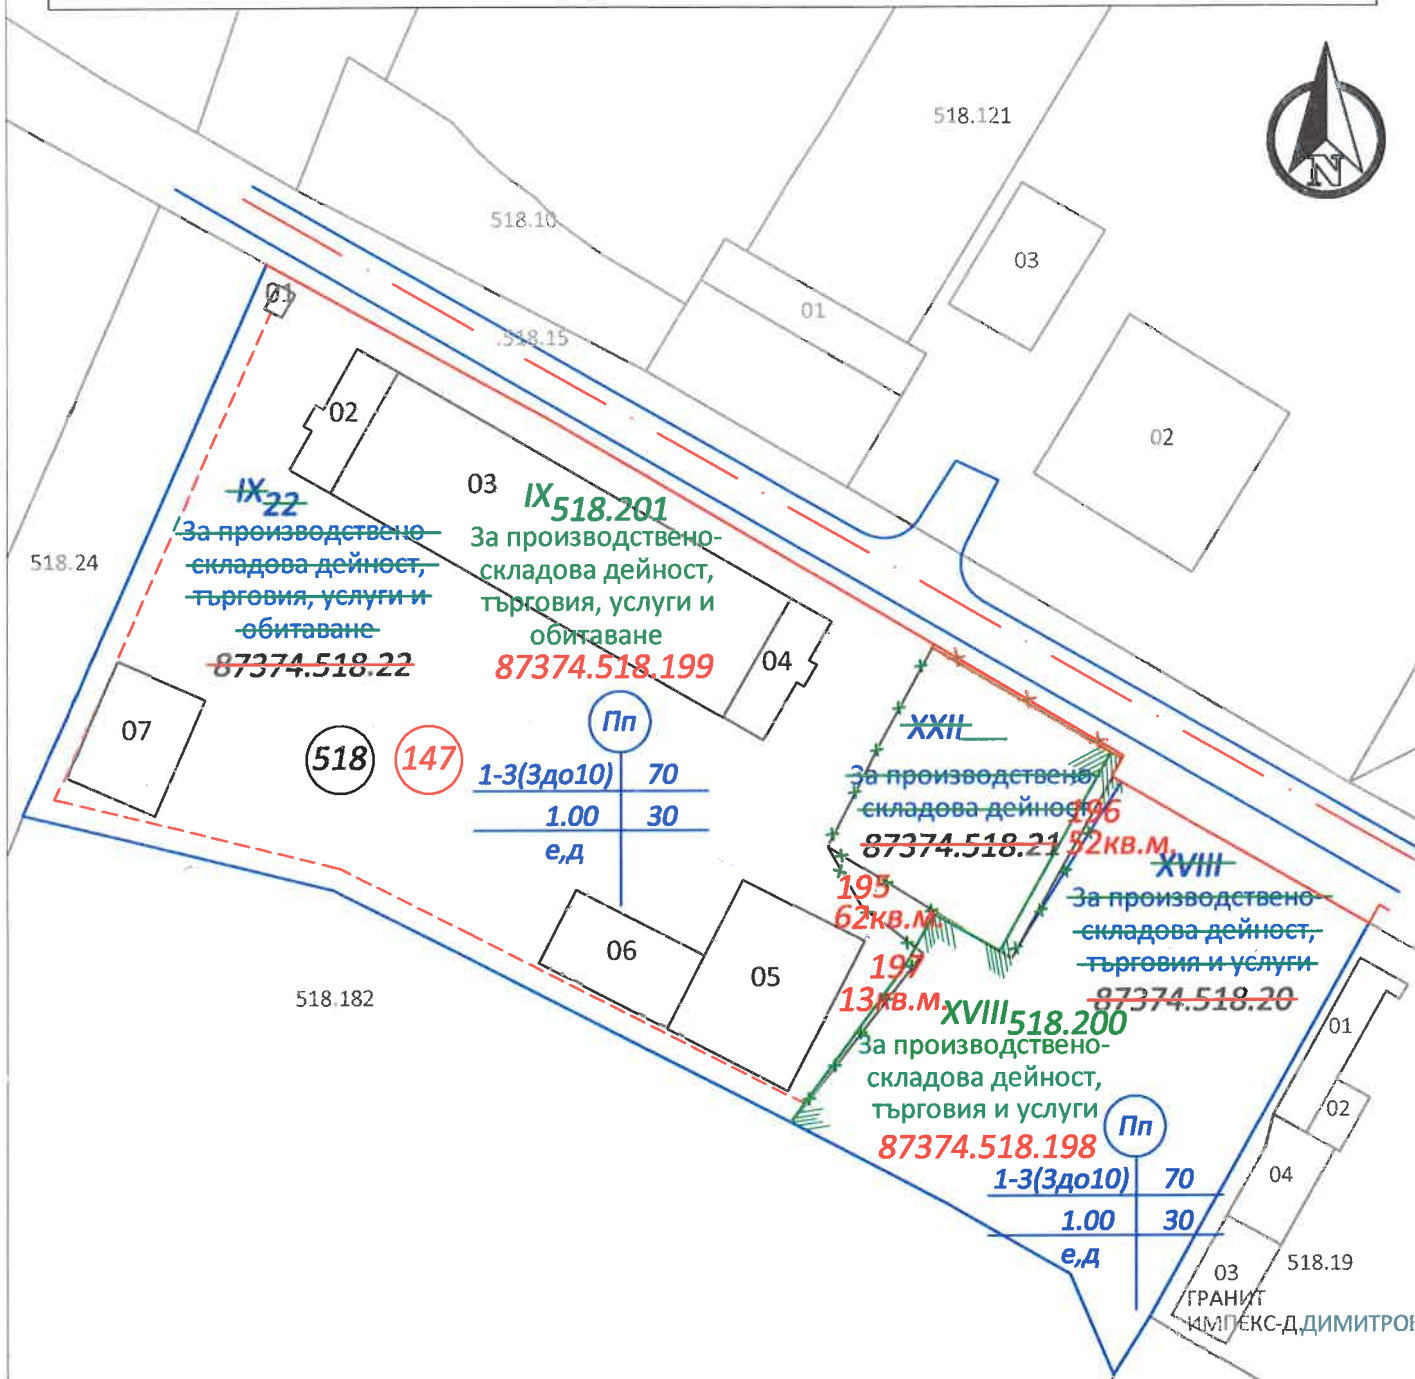 518.121
N
518.10
03
01
01
.518.15
02
02
03
IX22
IX518.201
За производствено
складова дейност,
търговия, услуги и
обитаване
87374.518.22
За производствено-
складова дейност,
търговия, услуги и
обитаване
87374.518.199
518.24
04
07
518
147
Пп
1-3(3до10) 70
1.00 30
е,д
XXII
За производствено
складова дейност
87374.518.21
196
52кв.м.
195
62кв.м.
197
13кв.м.
XVIII
За производствено-
складова дейност,
търговия и услуги
87374.518.20
06
05
518.182
XVIII518.200
За производствено-
складова дейност,
търговия и услуги
87374.518.198
Пп
1-3(3до10) 70
1.00 30
е,д
01
02
04
03
518.19
ГРАНИТ
ИМПЕКС-Д.ДИМИТРОВ